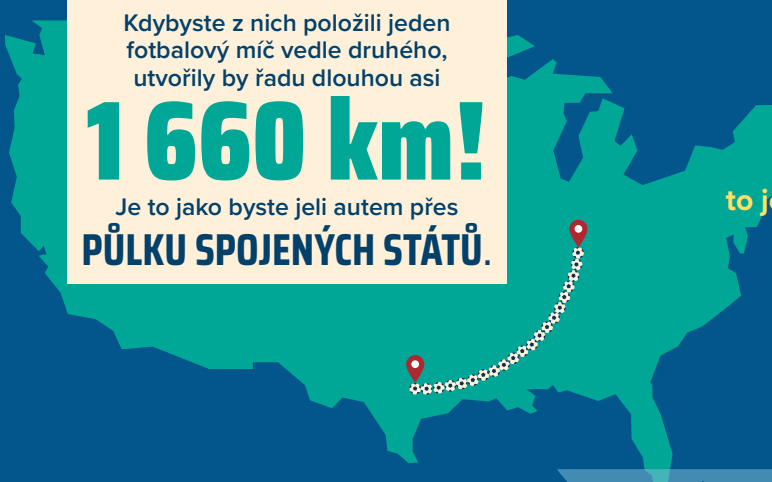 Kdybyste z nich položili jeden
fotbalový míč vedle druhého,
utvořily by řadu dlouhou asi
1 660 km!
Je to jako byste jeli autem přes
PŮLKU SPOJENÝCH STÁTŮ.
to